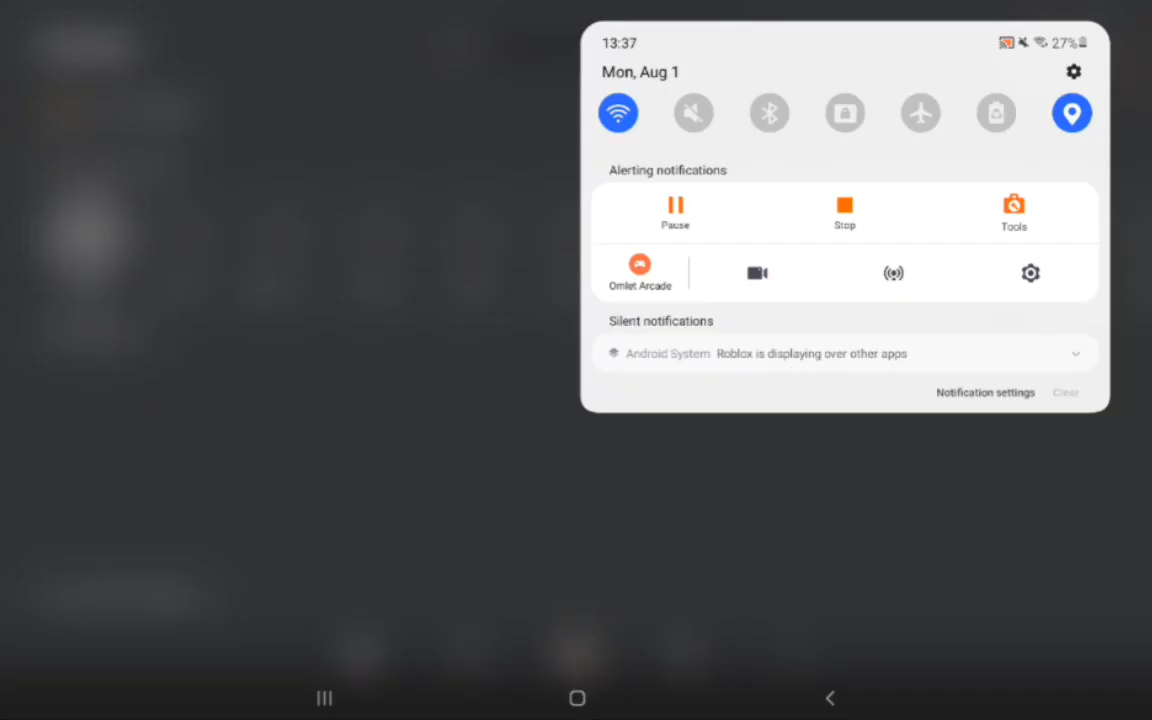 13:37
27%
Mon, Aug 1
Alerting notifications
Pause
Stop
Tools
Omlet Arcade
Silent notifications
Android System Roblox is displaying over other apps
Notification settings Clear